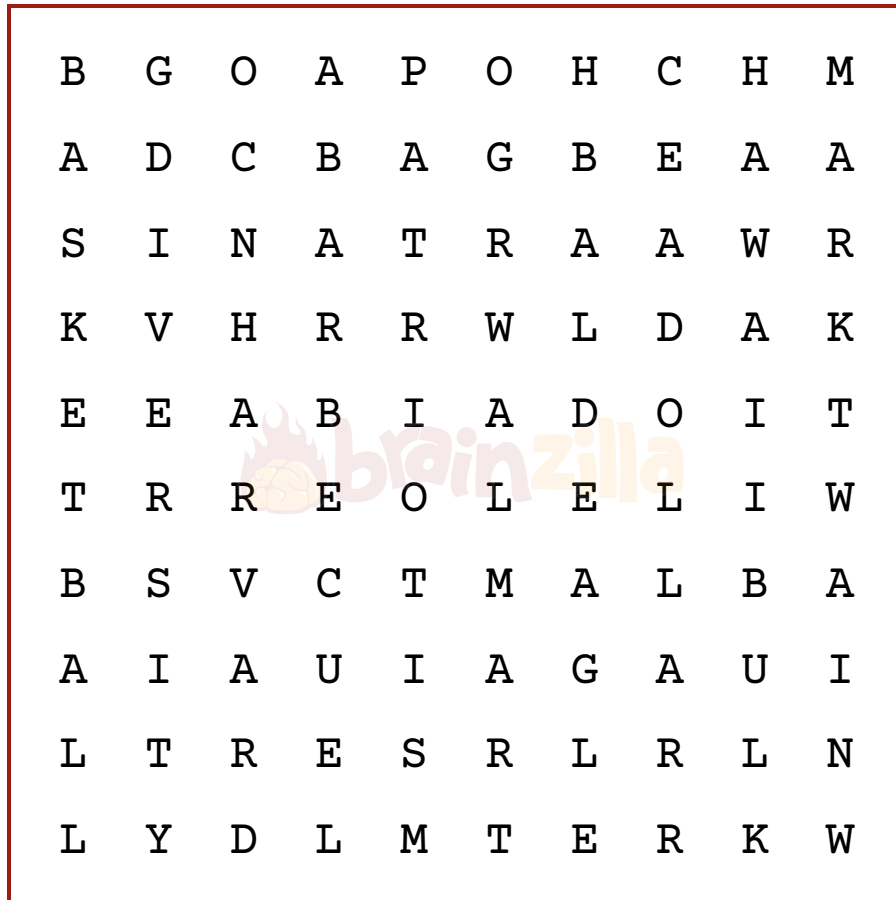 B G O A P O H C H M
A D C B A G B E A A
S I N A T R A A W R
K V H R R W L D A K
E E A B I A D O I T
T R R E O L E L I W
B S V C T M A L B A
A I A U I A G A U I
L T R E S R L R L N
L Y D L M T E R K W
brainzilla